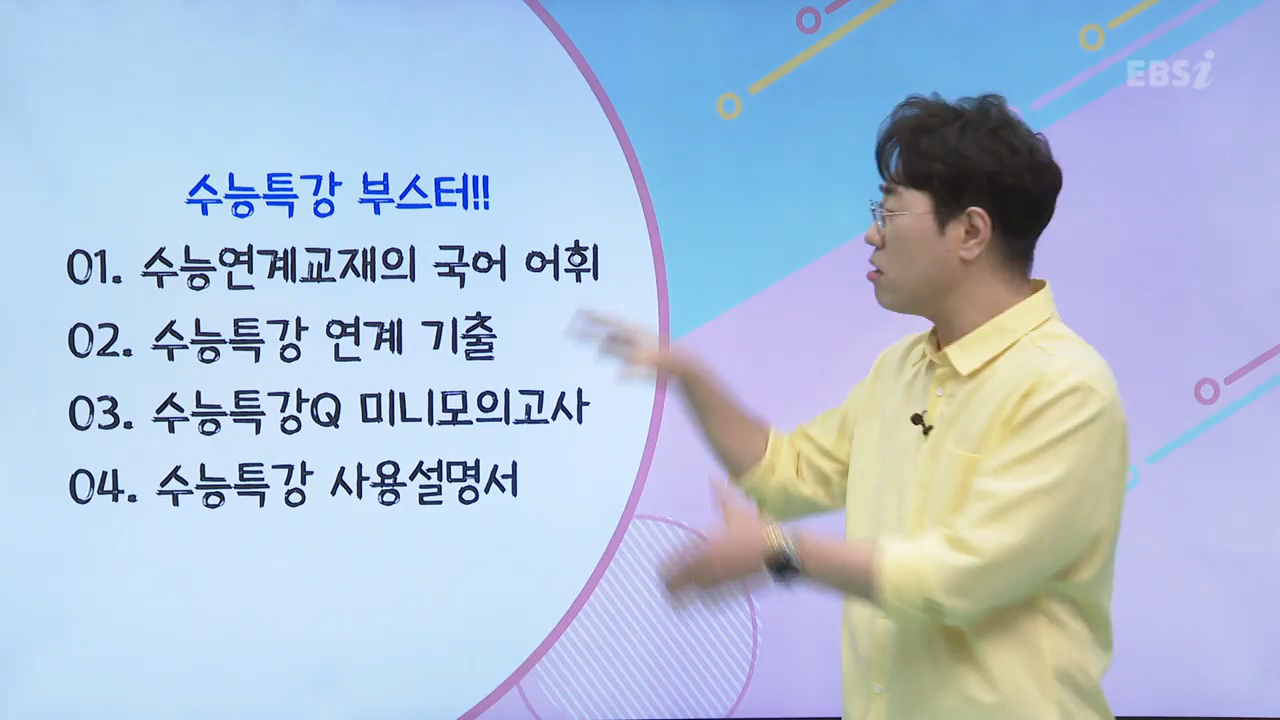 EBSi
수능특강 부스터!!
01. 수능연계교재의 국어 어휘
02. 수능특강 연계 기출
03. 수능특강Q 미니모의고사
04. 수능특강 사용설명서